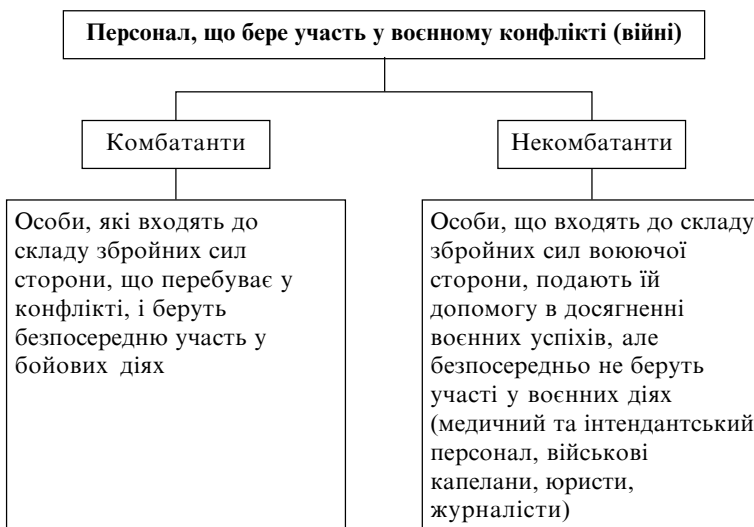 Персонал, що бере участь у воєнному конфлікті (війні)
Комбатанти
Некомбатанти
Особи, які входять до
складу збройних сил
сторони, що перебуває у
конфлікті, і беруть
безпосередню участь у
бойових діях
Особи, що входять до складу
збройних сил воюючої
сторони, подають їй
допомогу в досягненні
воєнних успіхів, але
безпосередньо не беруть
участі у воєнних діях
(медичний та інтендантський
персонал, військові
капелани, юристи,
журналісти)